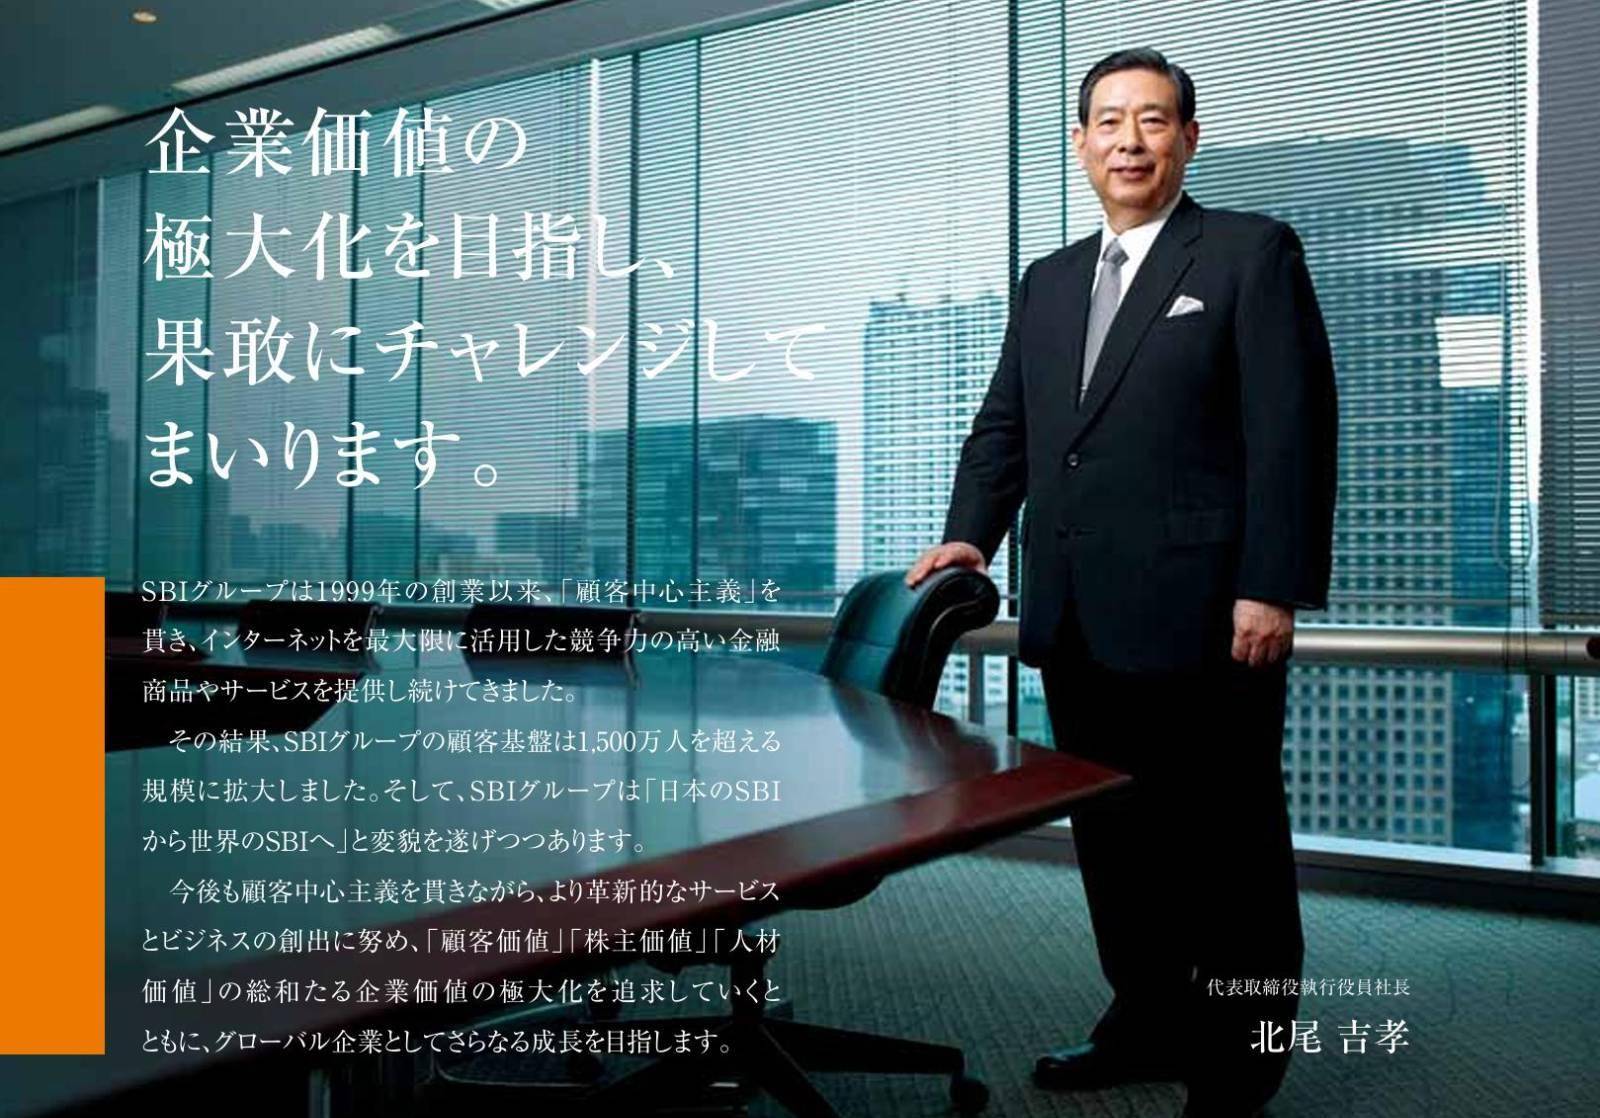 企業価値の
極大化を目指し、
果敢にチャレンジして
まいります。
SBIグループは1999年の創業以来、「顧客中心主義」を
貫き、インターネットを最大限に活用した競争力の高い金融
商品やサービスを提供し続けてきました。
その結果、SBIグループの顧客基盤は1,500万人を超える
規模に拡大しました。そして、SBIグループは「日本のSBI
から世界のSBIへ」と変貌を遂げつつあります。
今後も顧客中心主義を貫きながら、より革新的なサービス
とビジネスの創出に努め、「顧客価値」「株主価値」「人材
価値」の総和たる企業価値の極大化を追求していくと
ともに、グローバル企業としてさらなる成長を目指します。
代表取締役執行役員社長
北尾 吉孝